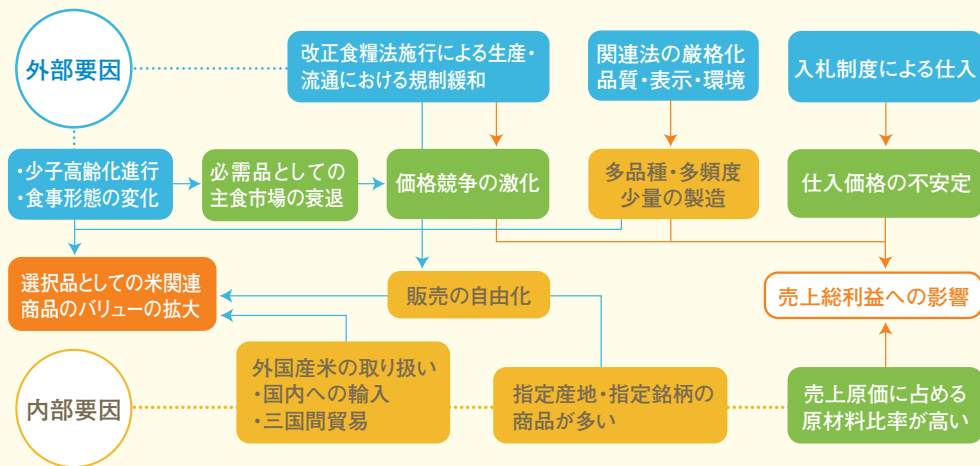 外部要因
改正食糧法施行による生産・
流通における規制緩和
関連法の厳格化
品質・表示・環境
入札制度による仕入
・少子高齢化進行
・食事形態の変化
必需品としての
主食市場の衰退
価格競争の激化
多品種・多頻度
少量の製造
仕入価格の不安定
選択品としての米関連
商品のバリューの拡大
販売の自由化
売上総利益への影響
内部要因
外国産米の取り扱い
・国内への輸入
・三国間貿易
指定産地・指定銘柄の
商品が多い
売上原価に占める
原材料比率が高い